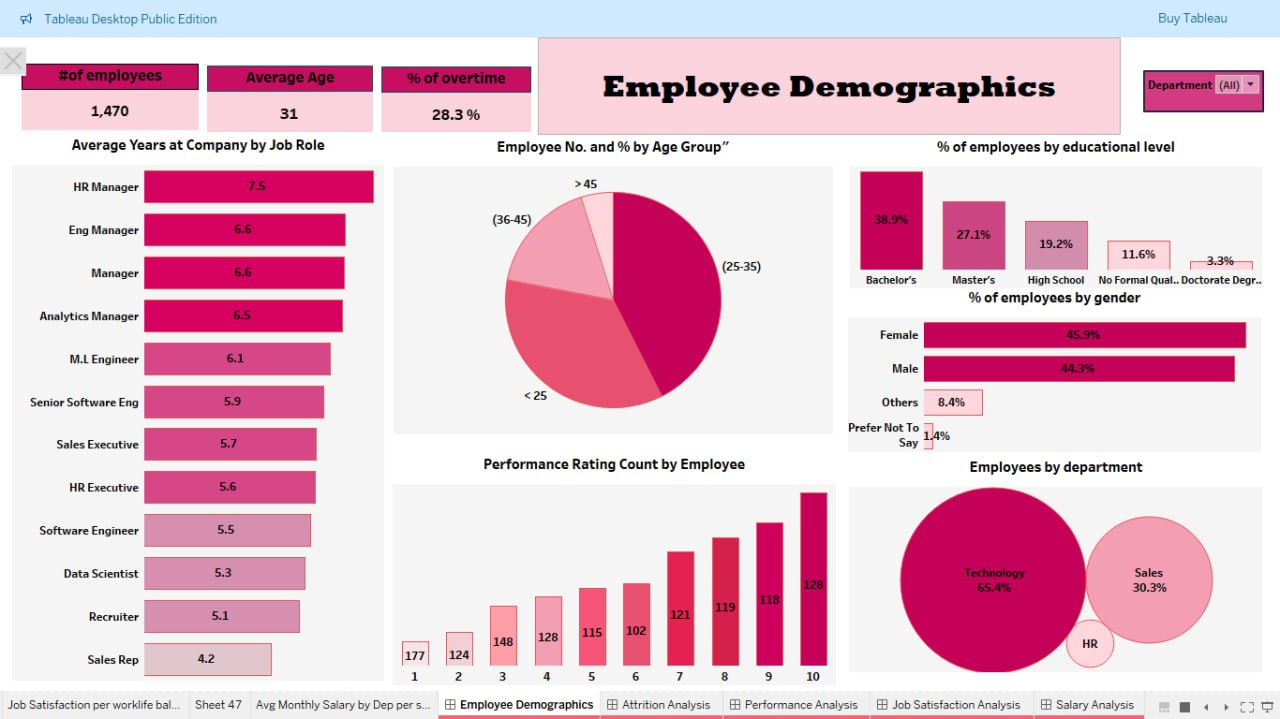 Tableau Desktop Public Edition
Buy Tableau
#of employees
1,470
Average Age
31
% of overtime
28.3 %
Employee Demographics
Department (All)
Average Years at Company by Job Role
HR Manager 7.5
Eng Manager 6.6
Manager 6.6
Analytics Manager 6.5
M.L Engineer 6.1
Senior Software Eng 5.9
Sales Executive 5.7
HR Executive 5.6
Software Engineer 5.5
Data Scientist 5.3
Recruiter 5.1
Sales Rep 4.2
Employee No. and % by Age Group”
> 45
(36-45)
(25-35)
< 25
Performance Rating Count by Employee
177 124 148 128 115 102 121 119 118 128
1 2 3 4 5 6 7 8 9 10
% of employees by educational level
38.9% 27.1% 19.2% 11.6% 3.3%
Bachelor's Master's High School No Formal Qual.. Doctorate Degr..
% of employees by gender
Female 45.9%
Male 44.3%
Others 8.4%
Prefer Not To
Say 1.4%
Employees by department
Technology
65.4%
Sales
30.3%
HR
Job Satisfaction per worklife bal... Sheet 47 Avg Monthly Salary by Dep per s... Employee Demographics Attrition Analysis Performance Analysis Job Satisfaction Analysis Salary Analysis